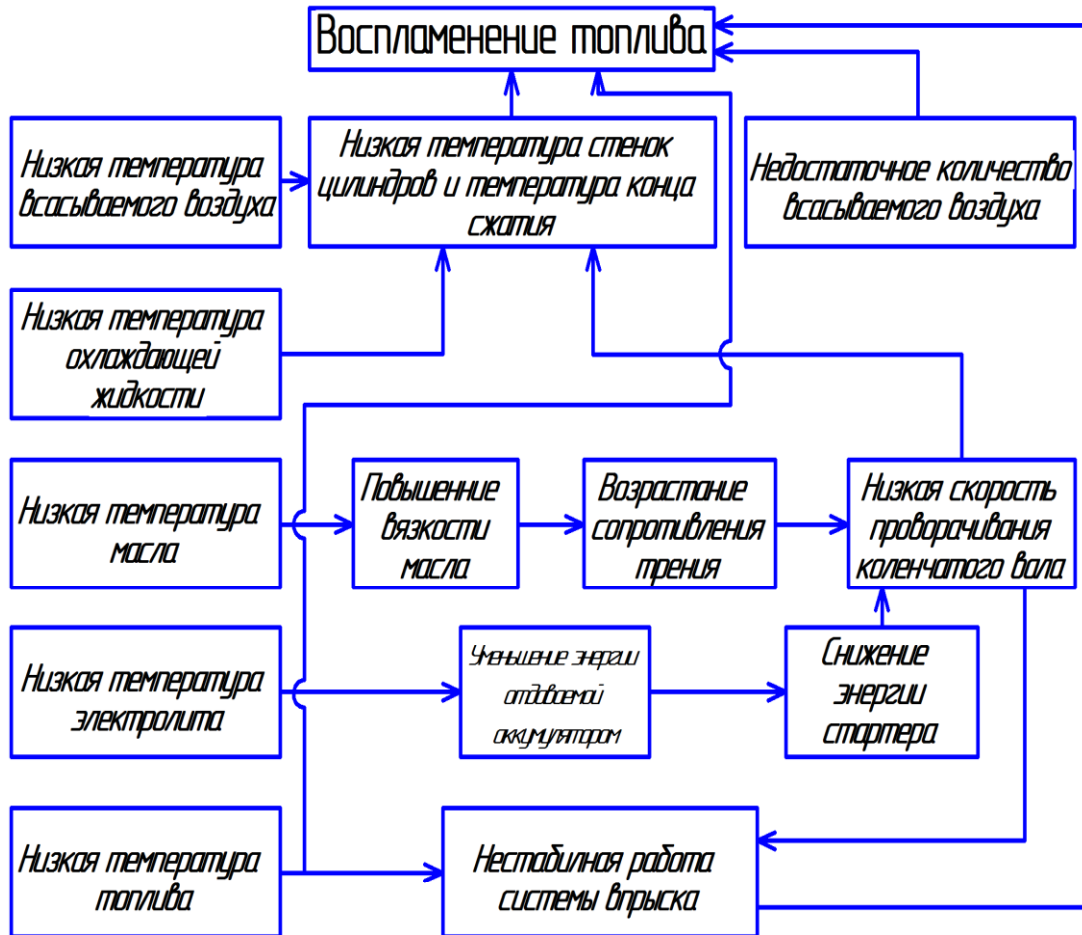 Воспламенение топлива
Низкая температура
всасываемого воздуха
Низкая температура стенок
цилиндров и температура конца
сжатия
Недостаточное количество
всасываемого воздуха
Низкая температура
охлаждающей
жидкости
Низкая температура
масла
Повышенние
вязкости
масла
Возрастание
сопротивления
трения
Низкая скорость
проворачивания
коленчатого вала
Низкая температура
электролита
Уменьшение энергии
отдаваемой
аккумулятором
Снижение
энергии
стартера
Низкая температура
топлива
Нестабилная работа
системы впрыска